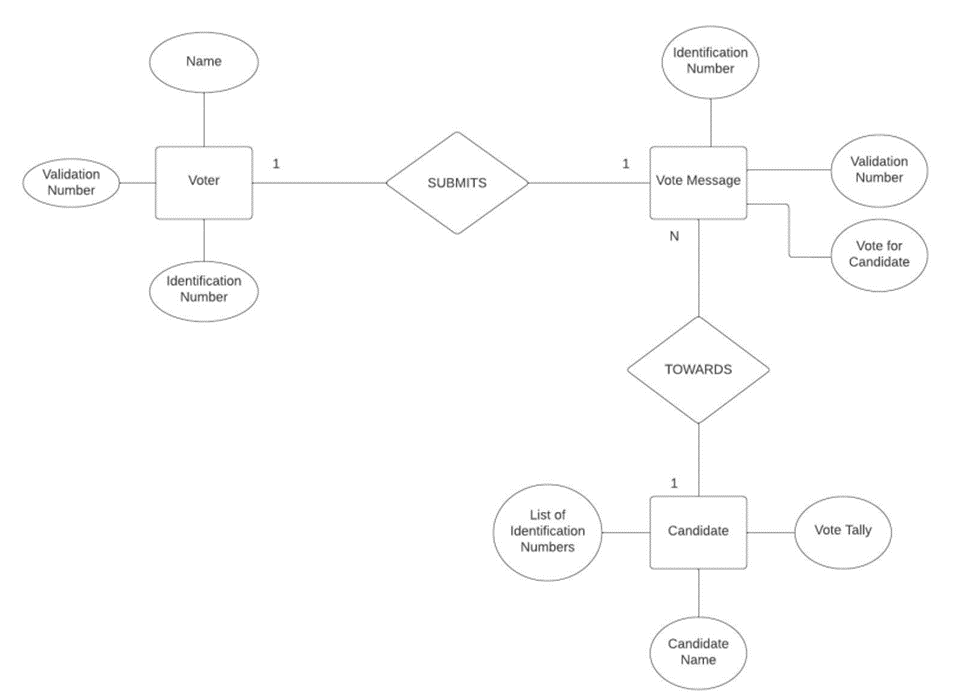 Name
Identification
Number
Validation
Number
Voter
1
SUBMITS
1
Vote Message
Validation
Number
Identification
Number
N
Vote for
Candidate
TOWARDS
1
List of
Identification
Numbers
Candidate
Vote Tally
Candidate
Name